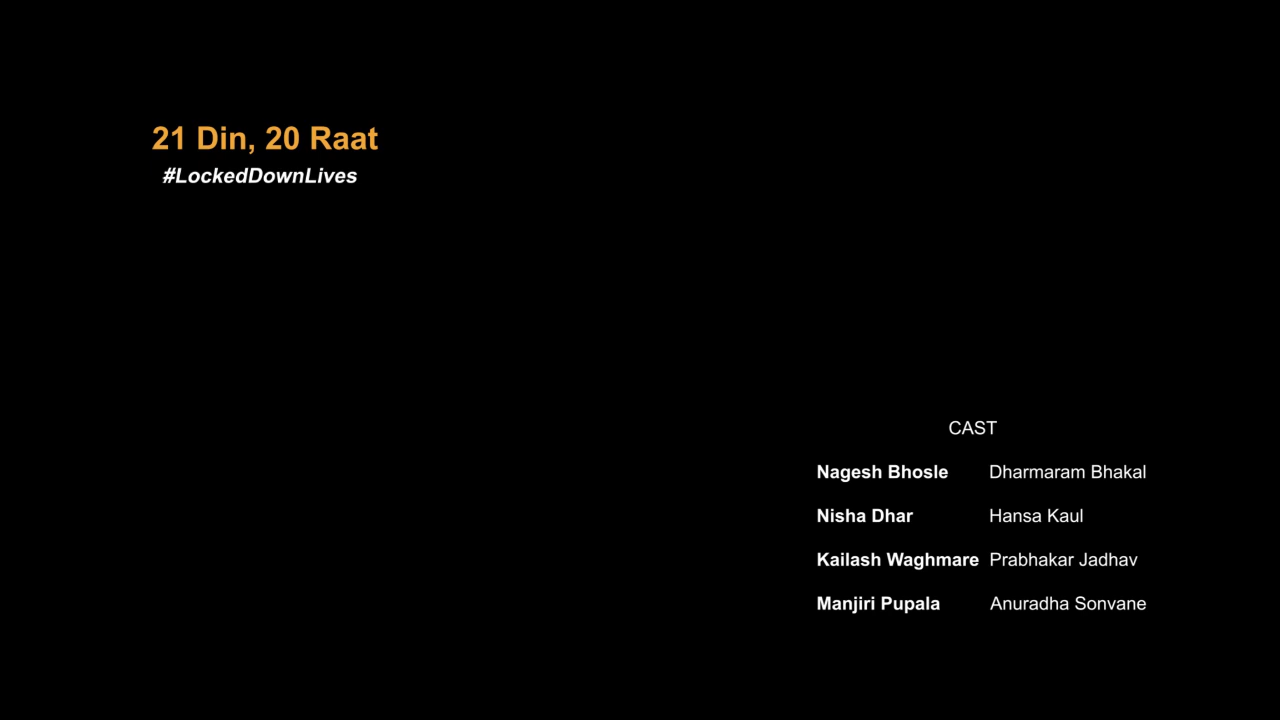 21 Din, 20 Raat
#LockedDownLives
CAST
Nagesh Bhosle Dharmaram Bhakal
Nisha Dhar Hansa Kaul
Kailash Waghmare Prabhakar Jadhav
Manjiri Pupala Anuradha Sonvane